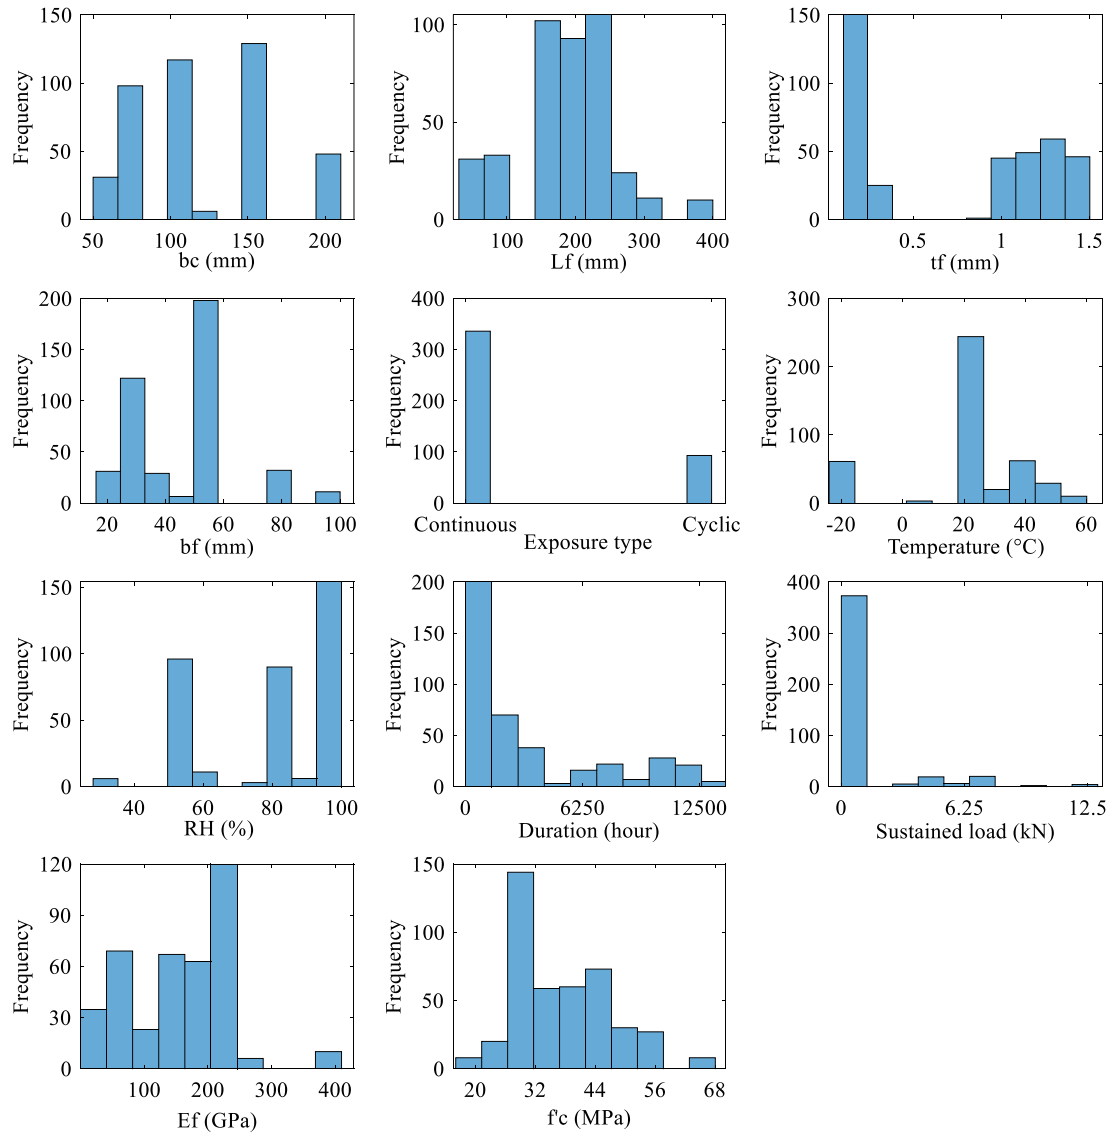 Frequency
150
100
50
0
50 100 150 200
bc (mm)
Frequency
100
50
0
100 200 300 400
Lf (mm)
Frequency
150
100
50
0
0.5 1 1.5
tf (mm)
Frequency
200
150
100
50
0
20 40 60 80 100
bf (mm)
Frequency
400
300
200
100
0
Continuous Cyclic
Exposure type
Frequency
300
200
100
0
-20 0 20 40 60
Temperature (°C)
Frequency
150
100
50
0
40 60 80 100
RH (%)
Frequency
200
150
100
50
0
0 6250 12500
Duration (hour)
Frequency
400
300
200
100
0
0 6.25 12.5
Sustained load (kN)
Frequency
120
90
60
30
0
100 200 300 400
Ef (GPa)
Frequency
150
100
50
0
20 32 44 56 68
f'c (MPa)